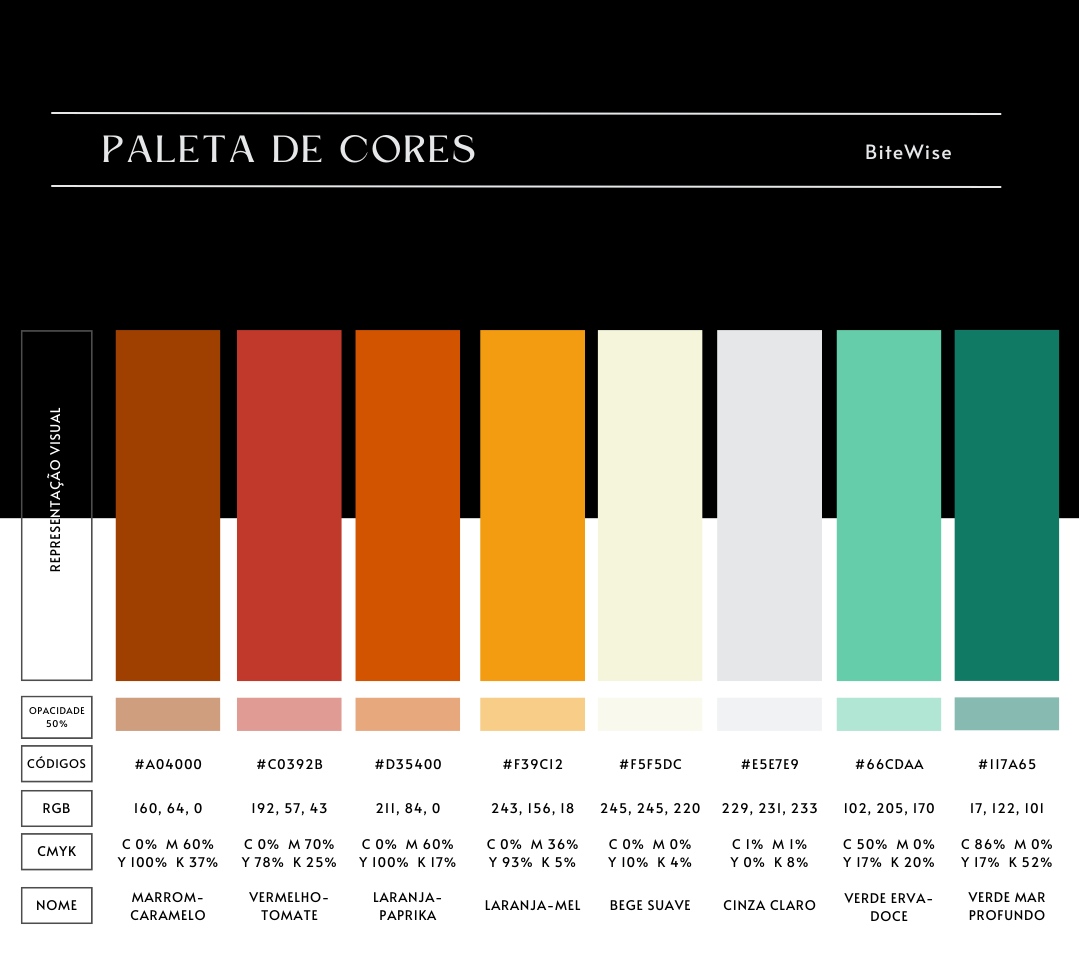 PALETA DE CORES
BiteWise
REPRESENTAÇÃO VISUAL
OPACIDADE
50%
CÓDIGOS
#A04000
#C0392B
#D35400
#F39C12
#F5F5DC
#E5E7E9
#66CDAA
#117A65
RGB
160, 64, 0
192, 57, 43
211, 84, 0
243, 156, 18
245, 245, 220
229, 231, 233
102, 205, 170
17, 122, 101
CMYK
C 0% M 60%
Y 100% K 37%
C 0% M 70%
Y 78% K 25%
C 0% M 60%
Y 100% K 17%
C 0% M 36%
Y 93% K 5%
C 0% M 0%
Y 10% K 4%
C 1% M 1%
Y 0% K 8%
C 50% M 0%
Y 17% K 20%
C 86% M 0%
Y 17% K 52%
NOME
MARROM-
CARAMELO
VERMELHO-
TOMATE
LARANJA-
PAPRIKA
LARANJA-MEL
BEGE SUAVE
CINZA CLARO
VERDE ERVA-
DOCE
VERDE MAR
PROFUNDO